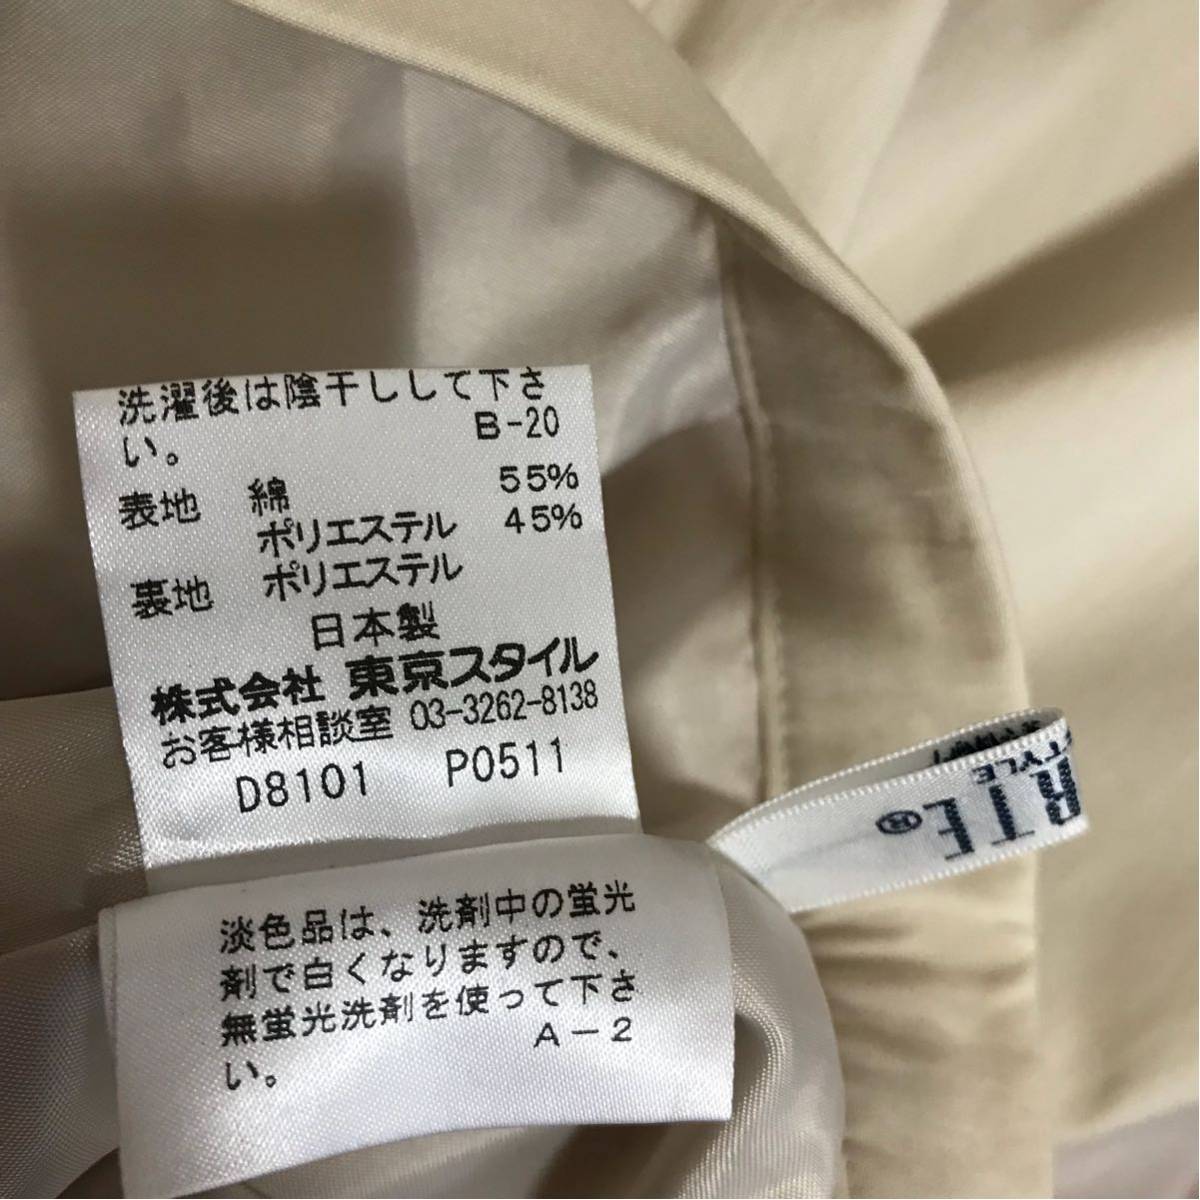 洗濯後は陰干しして下さ
い。 B-20
表地 綿 55%
ポリエステル 45%
裏地 ポリエステル
日本製
株式会社 東京スタイル
お客様相談室 03-3262-8138
D8101 P0511
RTE®
TYLE
淡色品は、洗剤中の蛍光
剤で白くなりますので、
無蛍光洗剤を使って下さ
い。 A-2